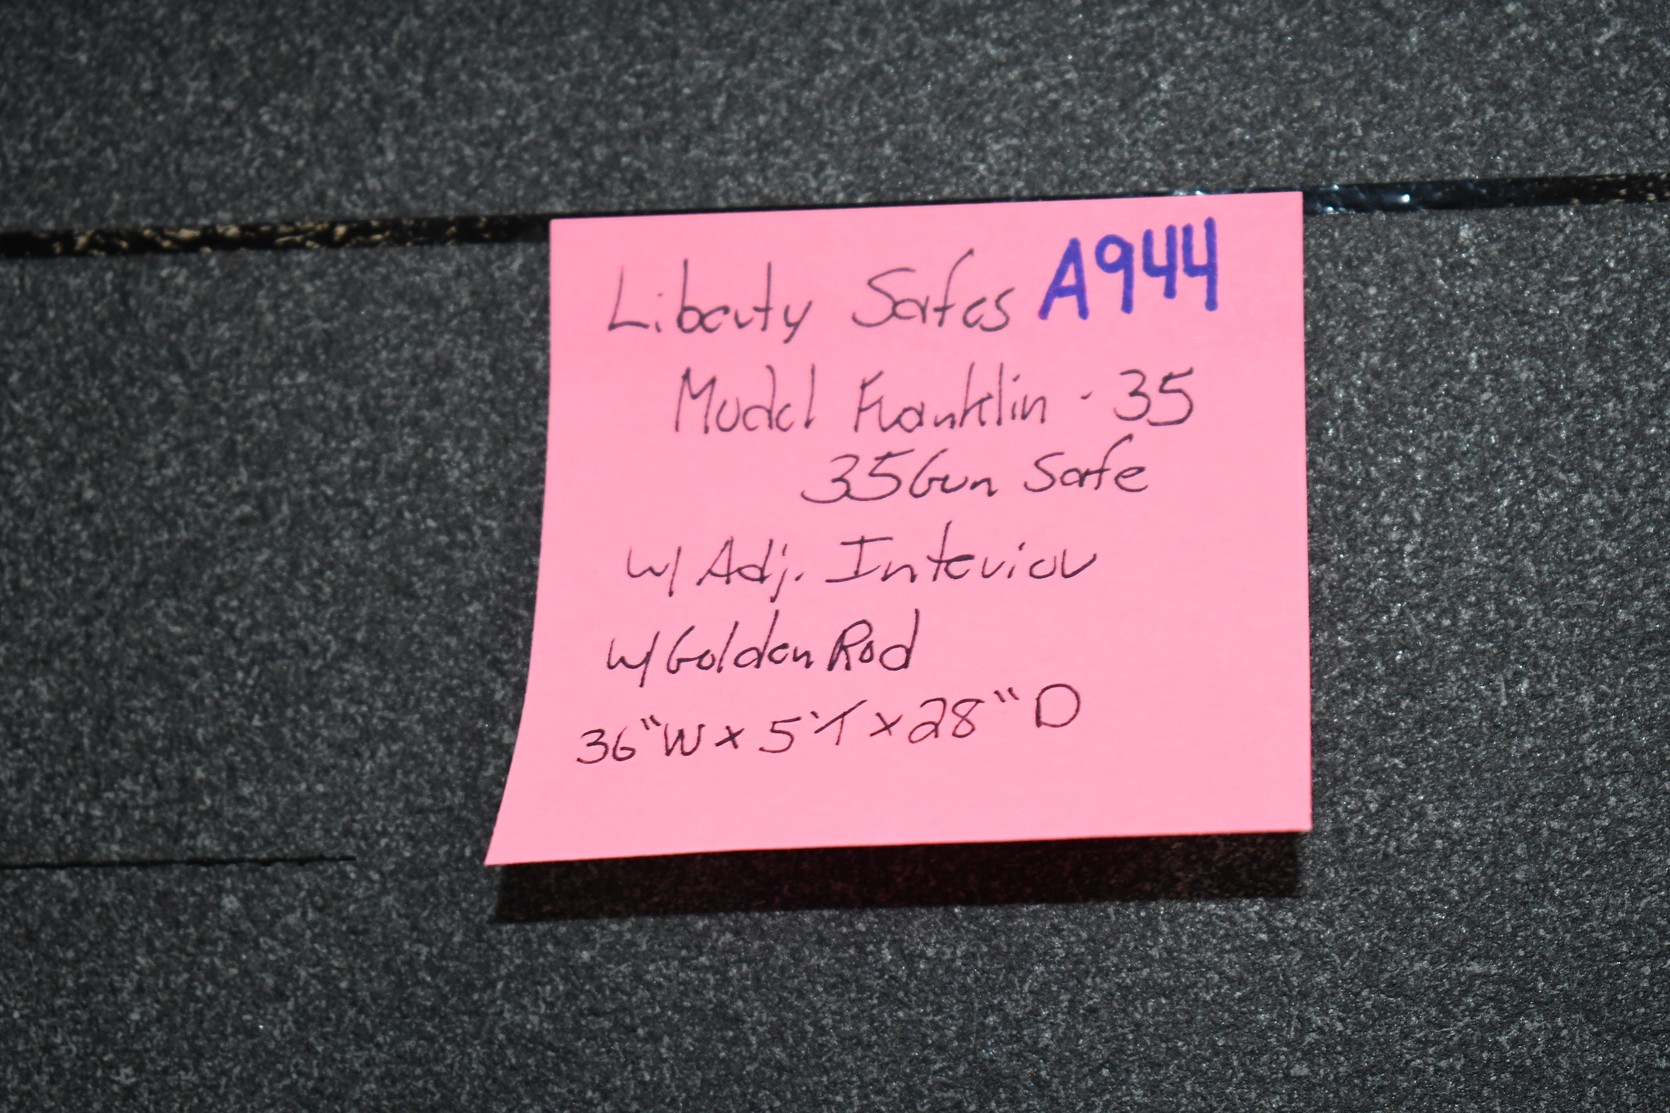 Liberty Safes A944
Model Franklin - 35
35 Gun Safe
w/ Adj. Interior
w/ Golden Rod
36"W x 5'T x 28"D